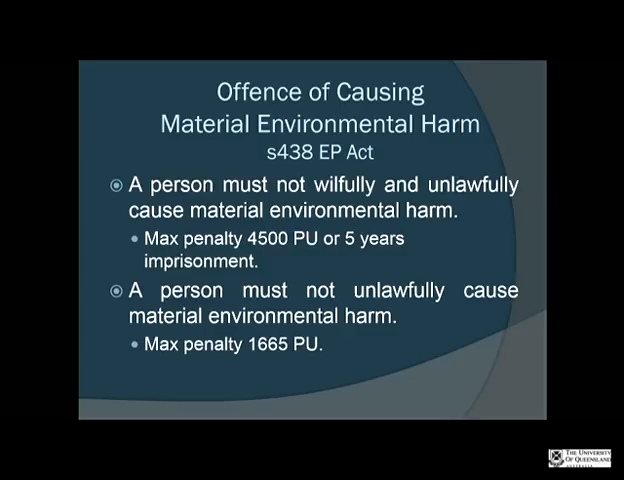 Offence of Causing
Material Environmental Harm
s438 EP Act
A person must not wilfully and unlawfully
cause material environmental harm.
Max penalty 4500 PU or 5 years
imprisonment.
A person must not unlawfully cause
material environmental harm.
Max penalty 1665 PU.
THE UNIVERSITY
OF QUEENSLAND
AUSTRALIA